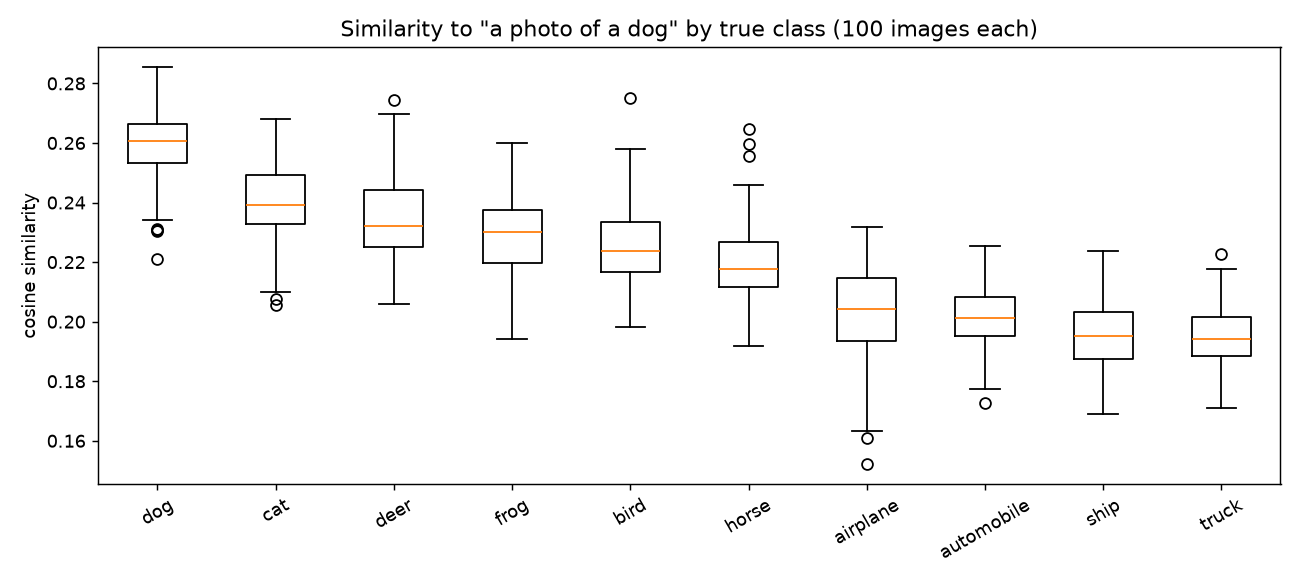 Similarity to "a photo of a dog" by true class (100 images each)
cosine similarity
0.28
0.26
0.24
0.22
0.20
0.18
0.16
dog
cat
deer
frog
bird
horse
airplane
automobile
ship
truck